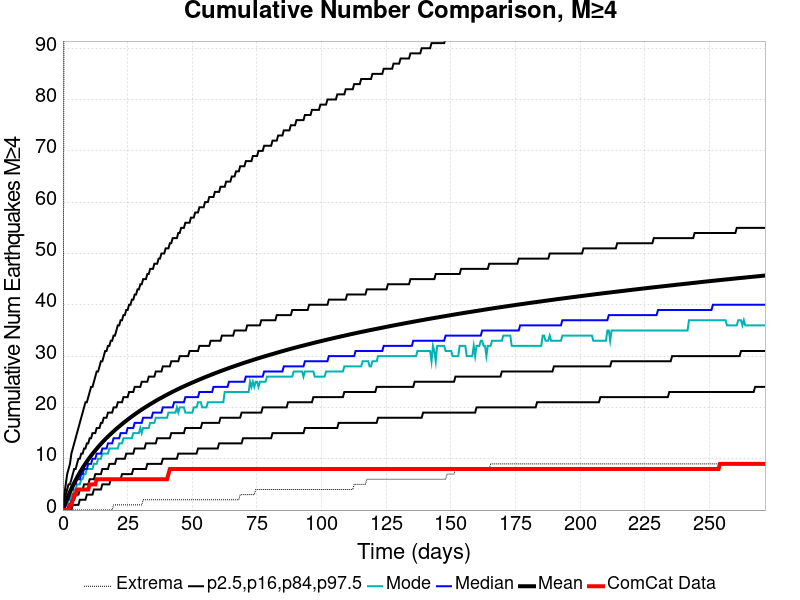 Cumulative Number Comparison, M≥4
Cumulative Num Earthquakes M≥4
90
80
70
60
50
40
30
20
10
0
0 25 50 75 100 125 150 175 200 225 250
Time (days)
Extrema p2.5,p16,p84,p97.5 Mode Median Mean ComCat Data